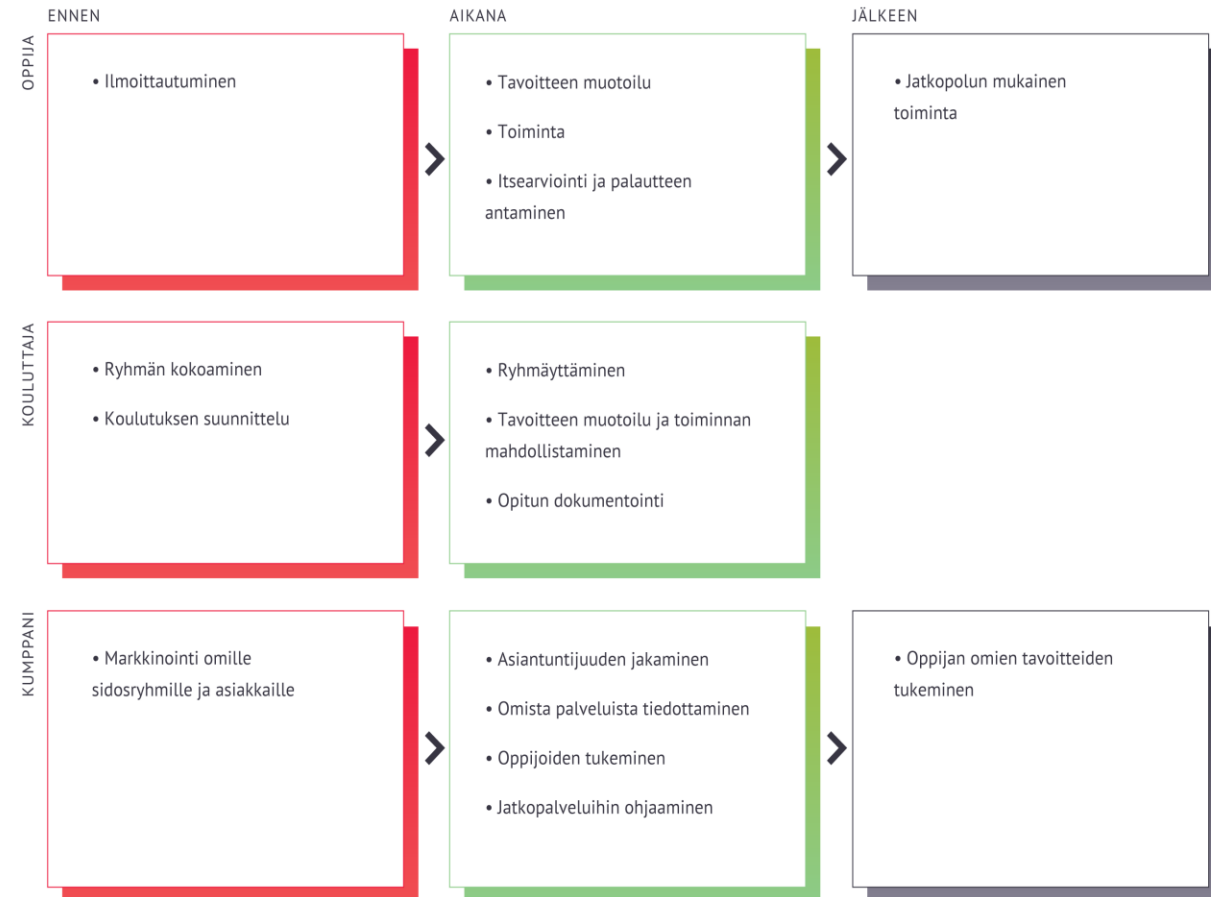 ENNEN
AIKANA
JÄLKEEN
OPPIJA
• Ilmoittautuminen
• Tavoitteen muotoilu
• Toiminta
• Itsearviointi ja palautteen
antaminen
• Jatkopolun mukainen
toiminta
KOULUTTAJA
• Ryhmän kokoaminen
• Koulutuksen suunnittelu
• Ryhmäyttäminen
• Tavoitteen muotoilu ja toiminnan
mahdollistaminen
• Opitun dokumentointi
KUMPPANI
• Markkinointi omille
sidosryhmille ja asiakkaille
• Asiantuntijuuden jakaminen
• Omista palveluista tiedottaminen
• Oppijoiden tukeminen
• Jatkopalveluihin ohjaaminen
• Oppijan omien tavoitteiden
tukeminen